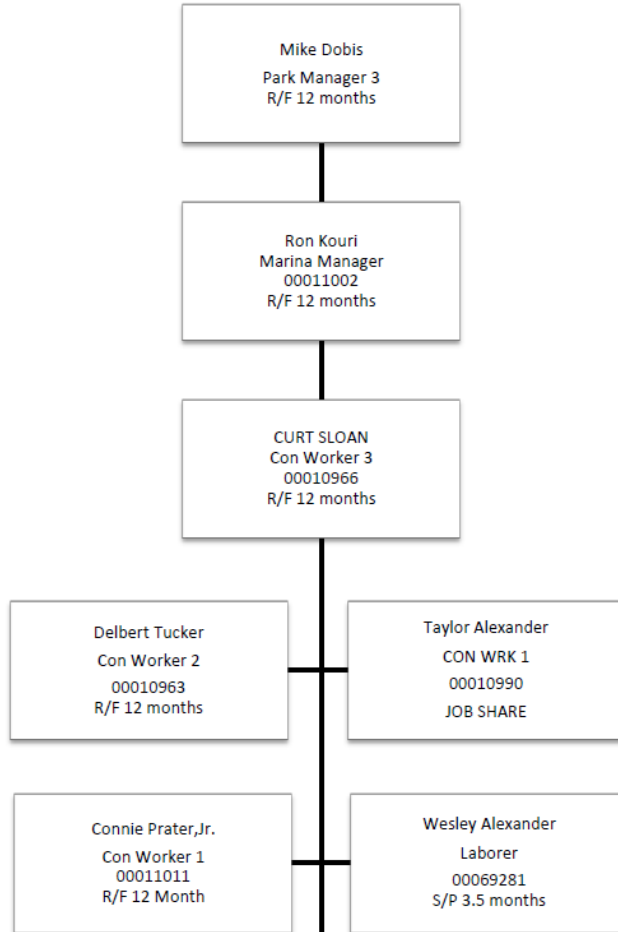 Mike Dobis
Park Manager 3
R/F 12 months
Ron Kouri
Marina Manager
00011002
R/F 12 months
CURT SLOAN
Con Worker 3
00010966
R/F 12 months
Delbert Tucker
Con Worker 2
00010963
R/F 12 months
Taylor Alexander
CON WRK 1
00010990
JOB SHARE
Connie Prater,Jr.
Con Worker 1
00011011
R/F 12 Month
Wesley Alexander
Laborer
00069281
S/P 3.5 months